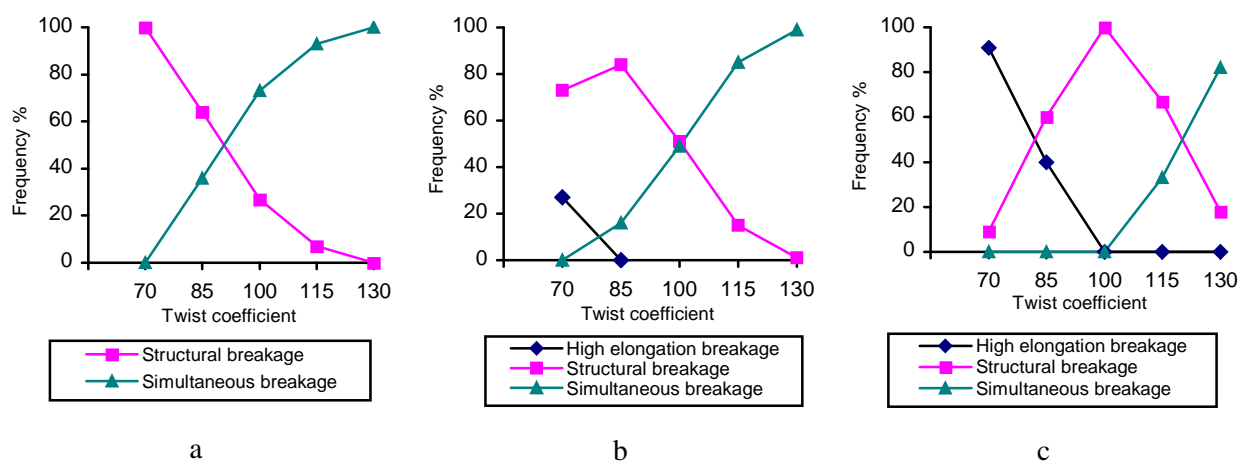 100
80
60
40
20
0
Frequency %
70 85 100 115 130
Twist coefficient
Structural breakage
Simultaneous breakage
a
100
80
60
40
20
0
Frequency %
70 85 100 115 130
Twist coefficient
High elongation breakage
Structural breakage
Simultaneous breakage
b
100
80
60
40
20
0
Frequency %
70 85 100 115 130
Twist coefficient
High elongation breakage
Structural breakage
Simultaneous breakage
c